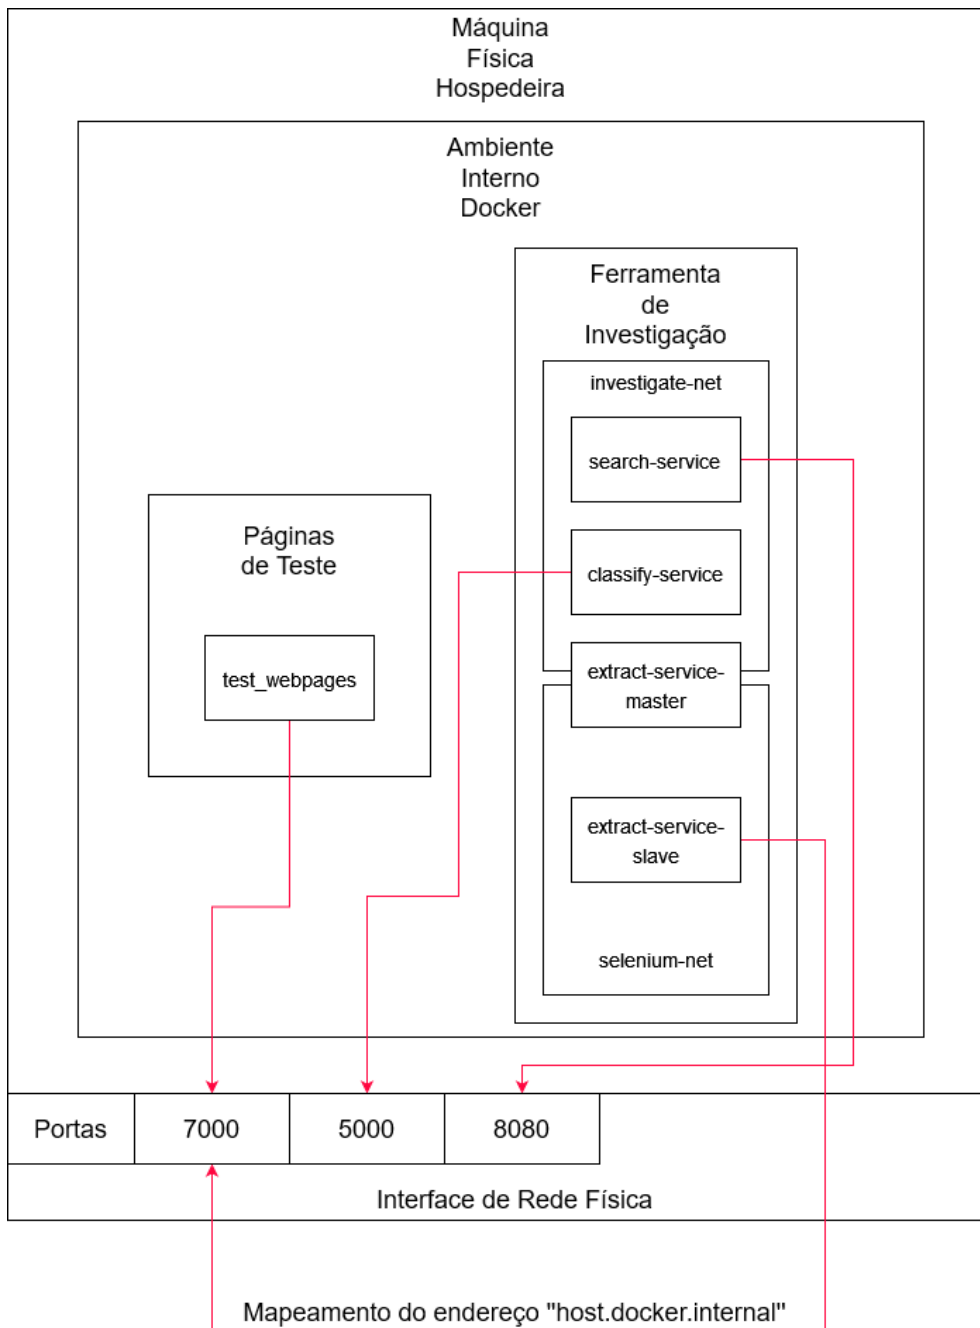 Máquina
Física
Hospedeira
Ambiente
Interno
Docker
Ferramenta
de
Investigação
investigate-net
search-service
classify-service
extract-service-
master
extract-service-
slave
selenium-net
Páginas
de Teste
test_webpages
Portas
7000
5000
8080
Interface de Rede Física
Mapeamento do endereço "host.docker.internal"